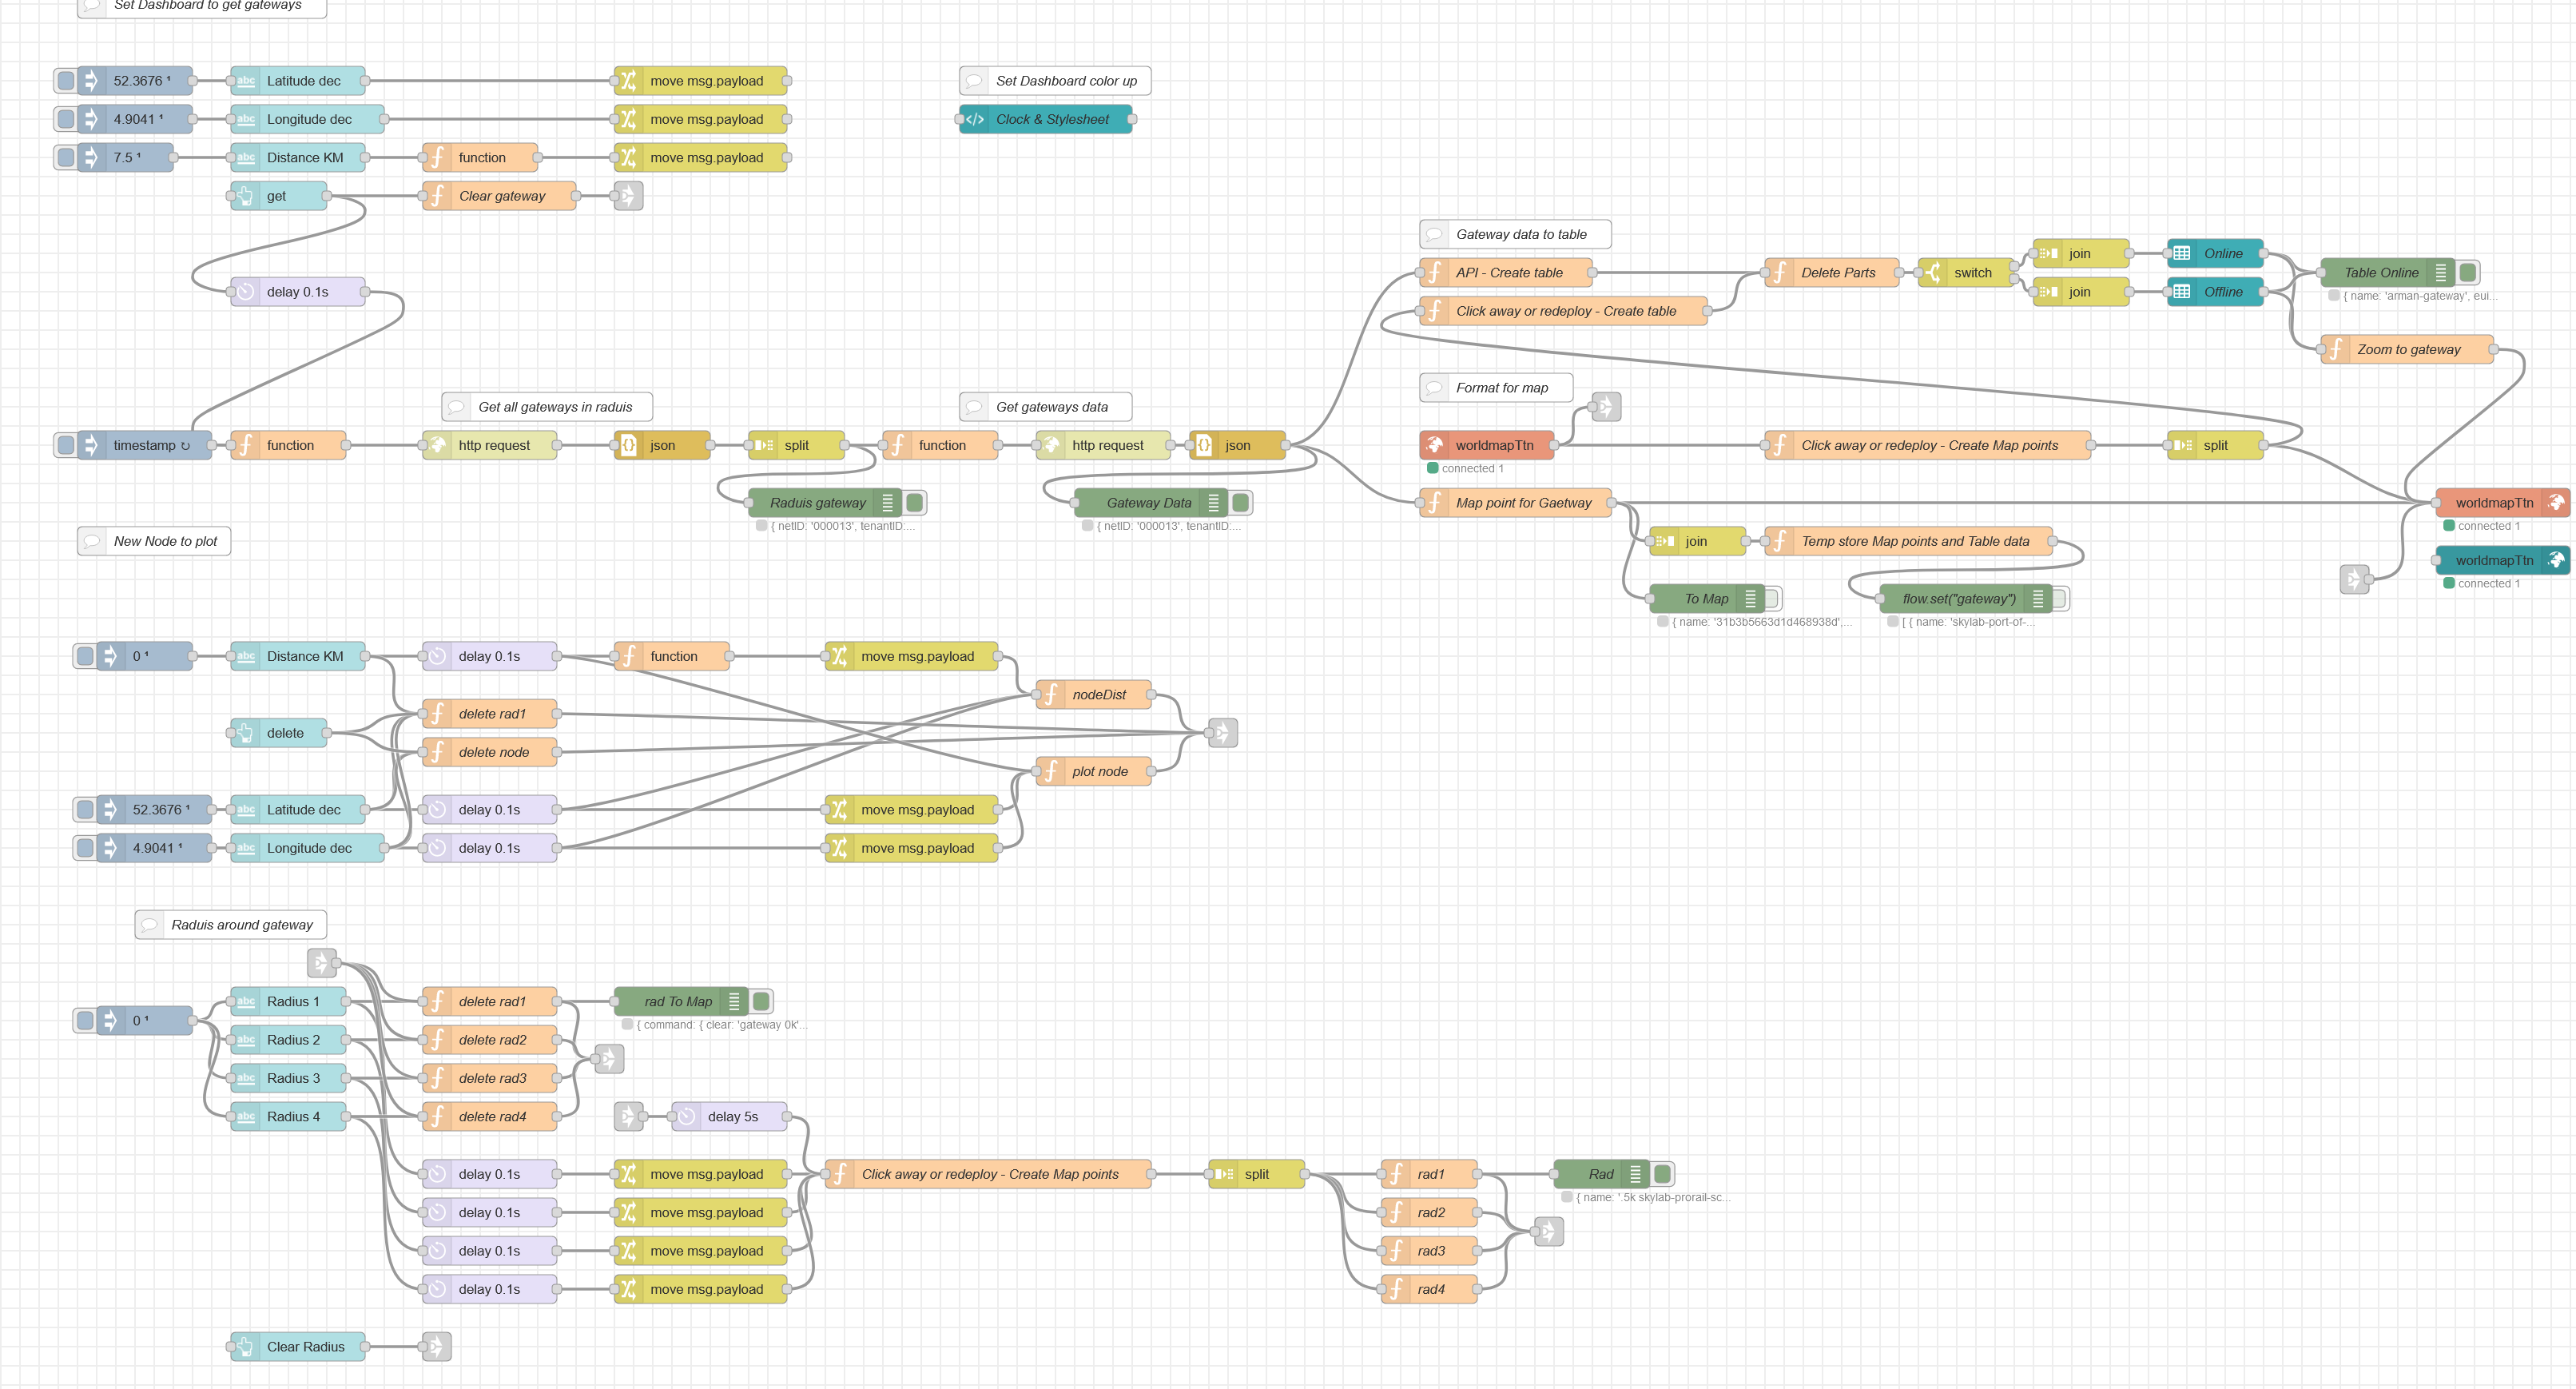 Set Dashboard to get gateways
52.3676 ¹
Latitude dec
move msg.payload
Set Dashboard color up
4.9041 ¹
Longitude dec
move msg.payload
Clock & Stylesheet
7.5 ¹
Distance KM
function
move msg.payload
get
Clear gateway
Gateway data to table
API - Create table
Delete Parts
switch
join
Online
Table Online
{ name: 'arman-gateway', eui...
delay 0.1s
join
Offline
Click away or redeploy - Create table
Zoom to gateway
Format for map
Get all gateways in raduis
Get gateways data
timestamp ↻
function
http request
json
split
function
http request
json
worldmapTtn
connected 1
Click away or redeploy - Create Map points
split
Raduis gateway
{ netID: '000013', tenantID:...
Gateway Data
{ netID: '000013', tenantID:...
Map point for Gaetway
worldmapTtn
connected 1
New Node to plot
join
Temp store Map points and Table data
worldmapTtn
connected 1
To Map
{ name: '31b3b5663d1d468938d',...
flow.set("gateway")
[ { name: 'skylab-port-of-...
0 ¹
Distance KM
delay 0.1s
function
move msg.payload
nodeDist
delete rad1
delete
delete node
plot node
52.3676 ¹
Latitude dec
delay 0.1s
move msg.payload
4.9041 ¹
Longitude dec
delay 0.1s
move msg.payload
Raduis around gateway
Radius 1
delete rad1
rad To Map
{ command: { clear: 'gateway 0k'...
0 ¹
Radius 2
delete rad2
Radius 3
delete rad3
Radius 4
delete rad4
delay 5s
delay 0.1s
move msg.payload
Click away or redeploy - Create Map points
split
rad1
Rad
{ name: '.5k skylab-prorail-sc...
delay 0.1s
move msg.payload
rad2
delay 0.1s
move msg.payload
rad3
delay 0.1s
move msg.payload
rad4
Clear Radius